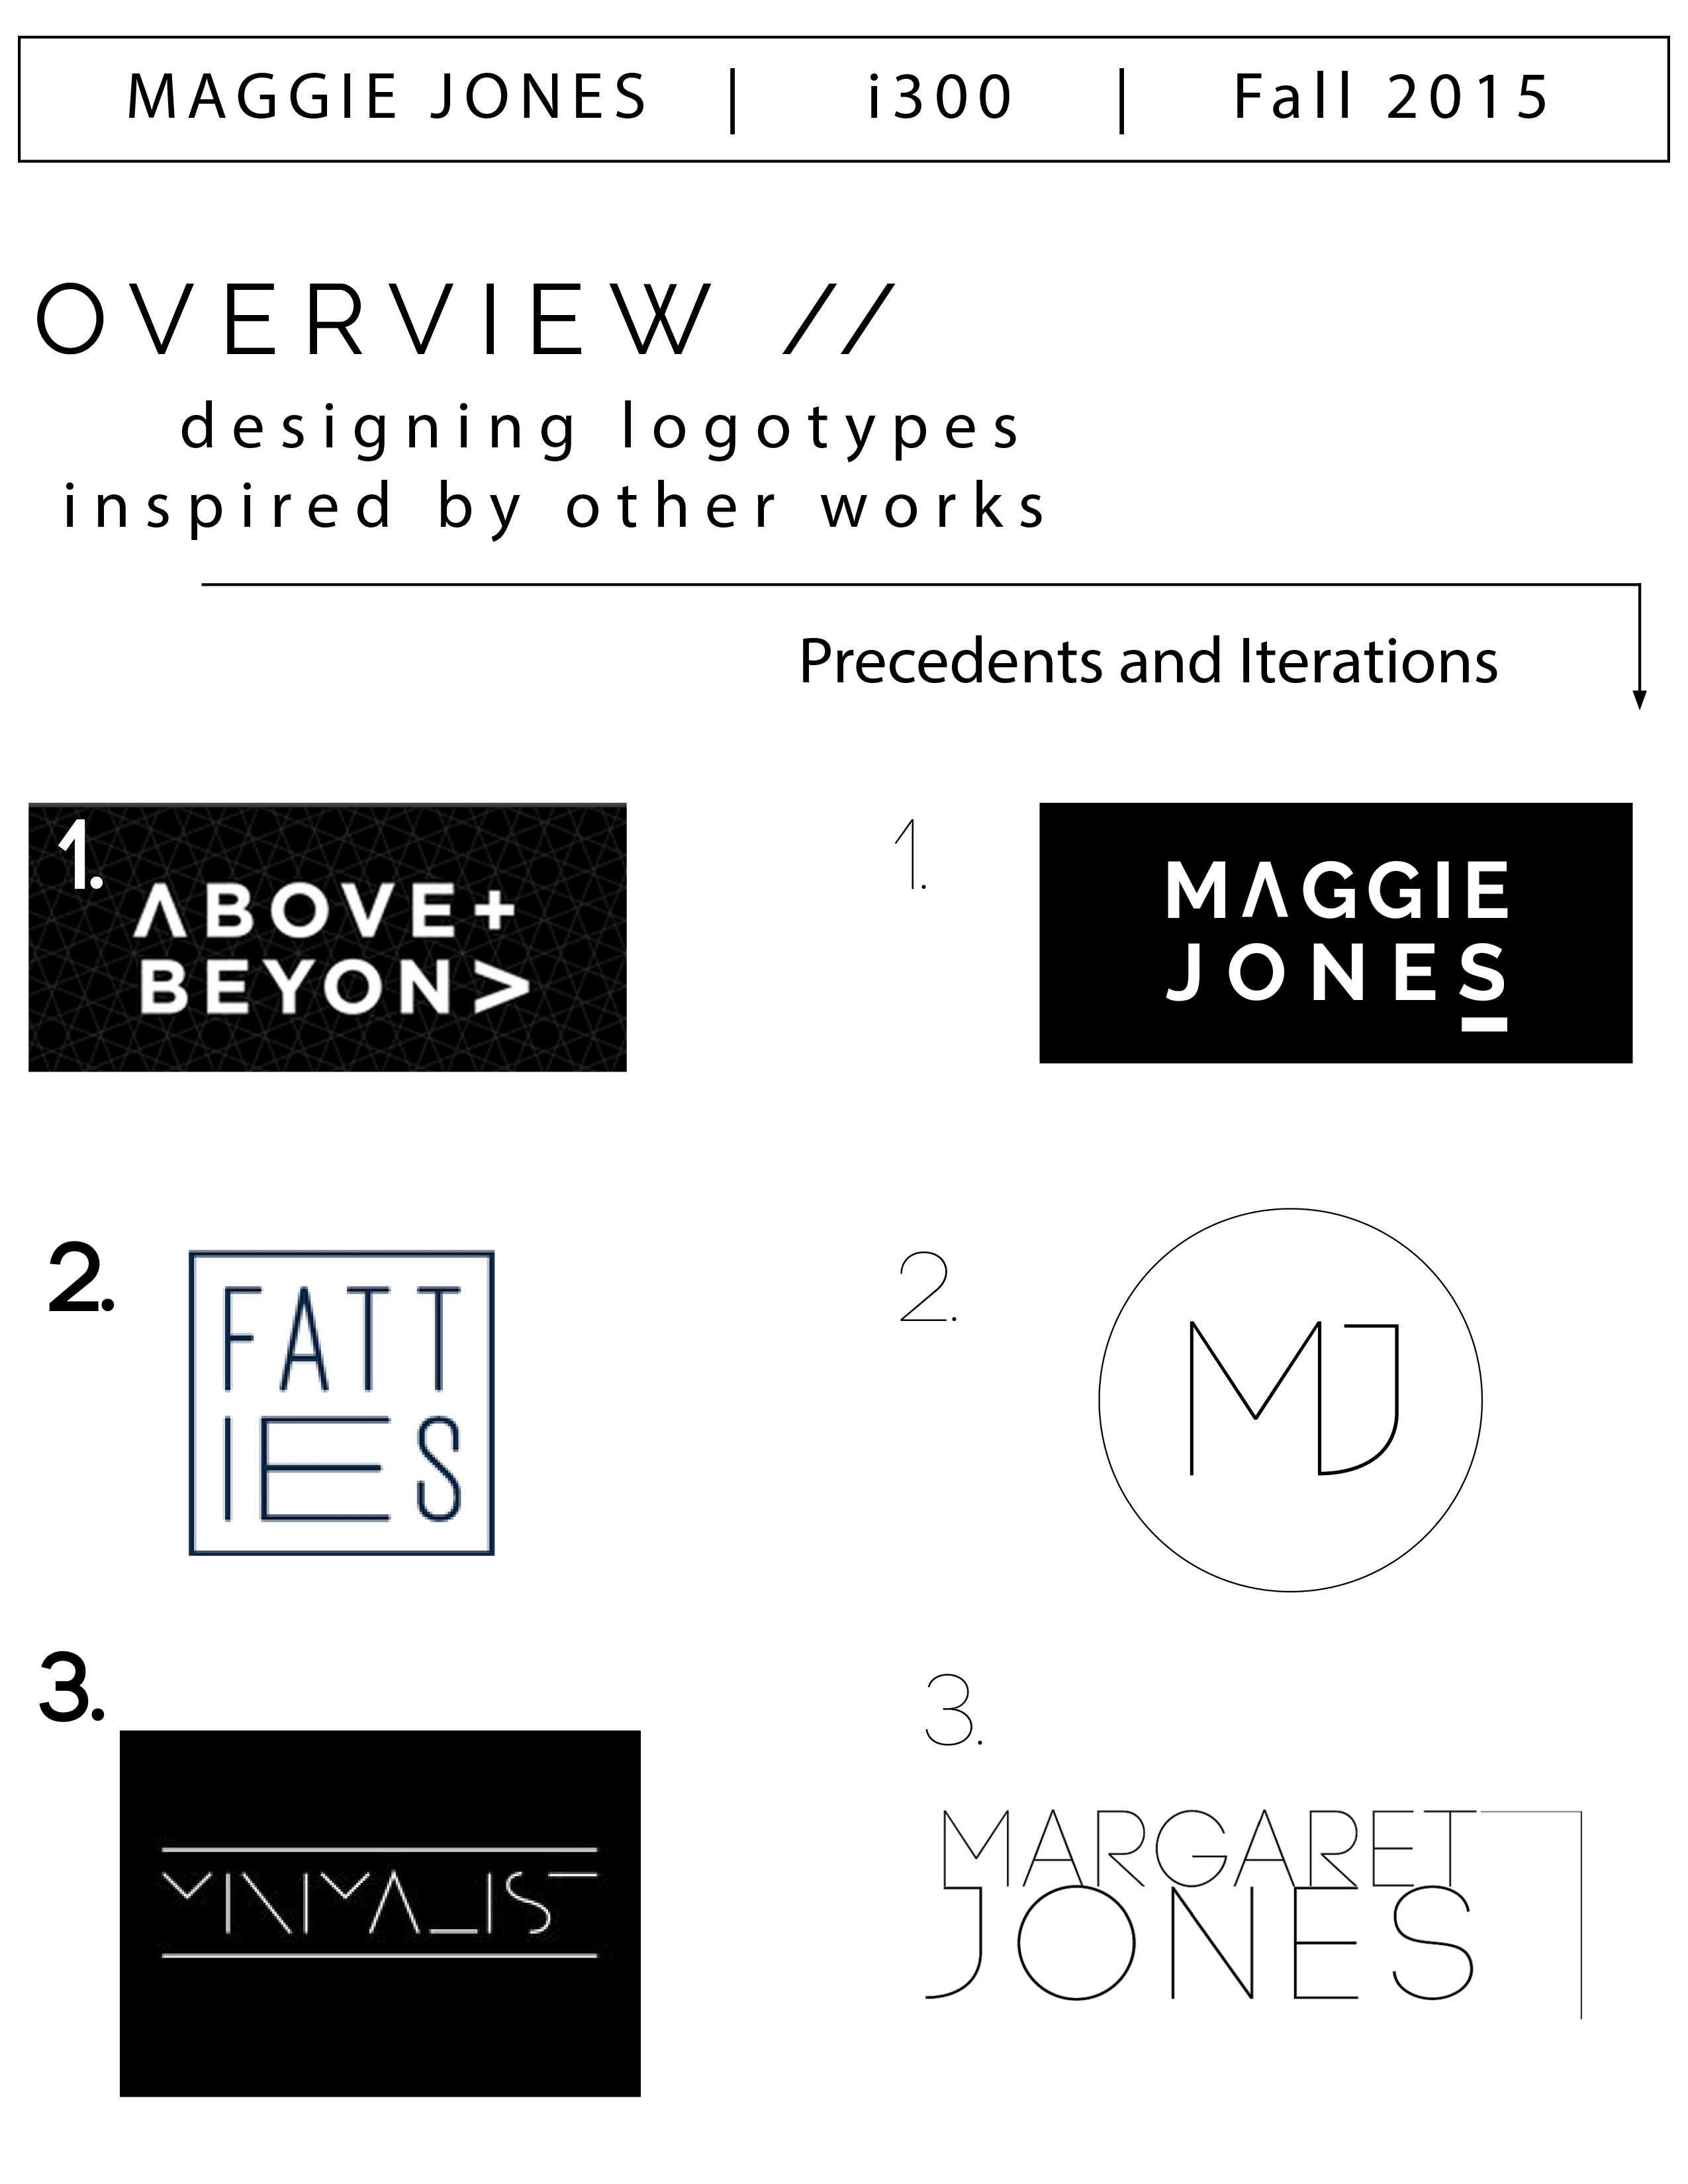 MAGGIE JONES | i300 | Fall 2015
OVERVIEW //
designing logotypes
inspired by other works
Precedents and Iterations
1.
ΛBOVE+
BEYON>
1.
MΛGGIE
JONES
2.
FATT
IES
2.
MJ
3.
MINIMALIST
3.
MARGARET
JONES